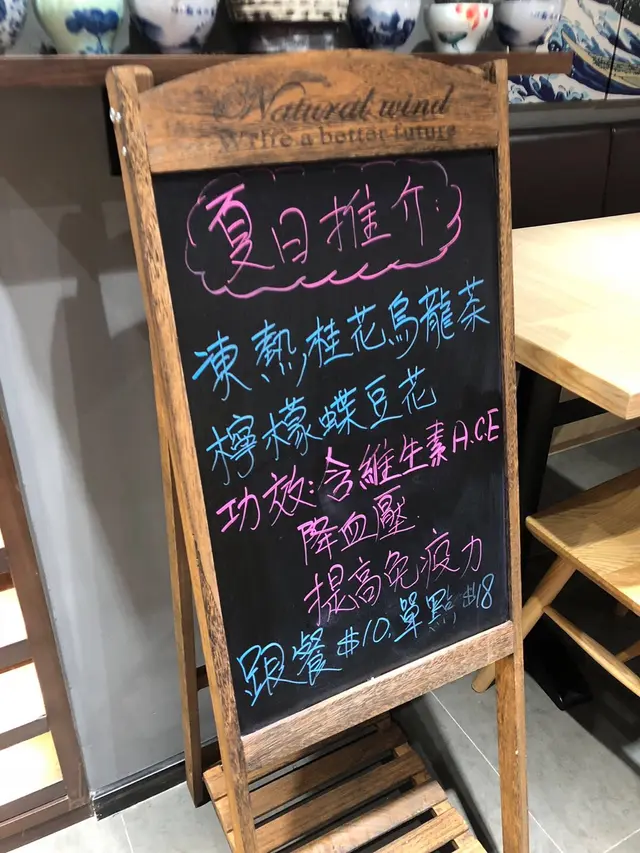 Natural wind
Write a better future
夏日推介:
凍熱桂花烏龍茶
檸檬蝶豆花
功效:含維生素A.C.E
降血壓
提高免疫力
跟餐$10,單點$18